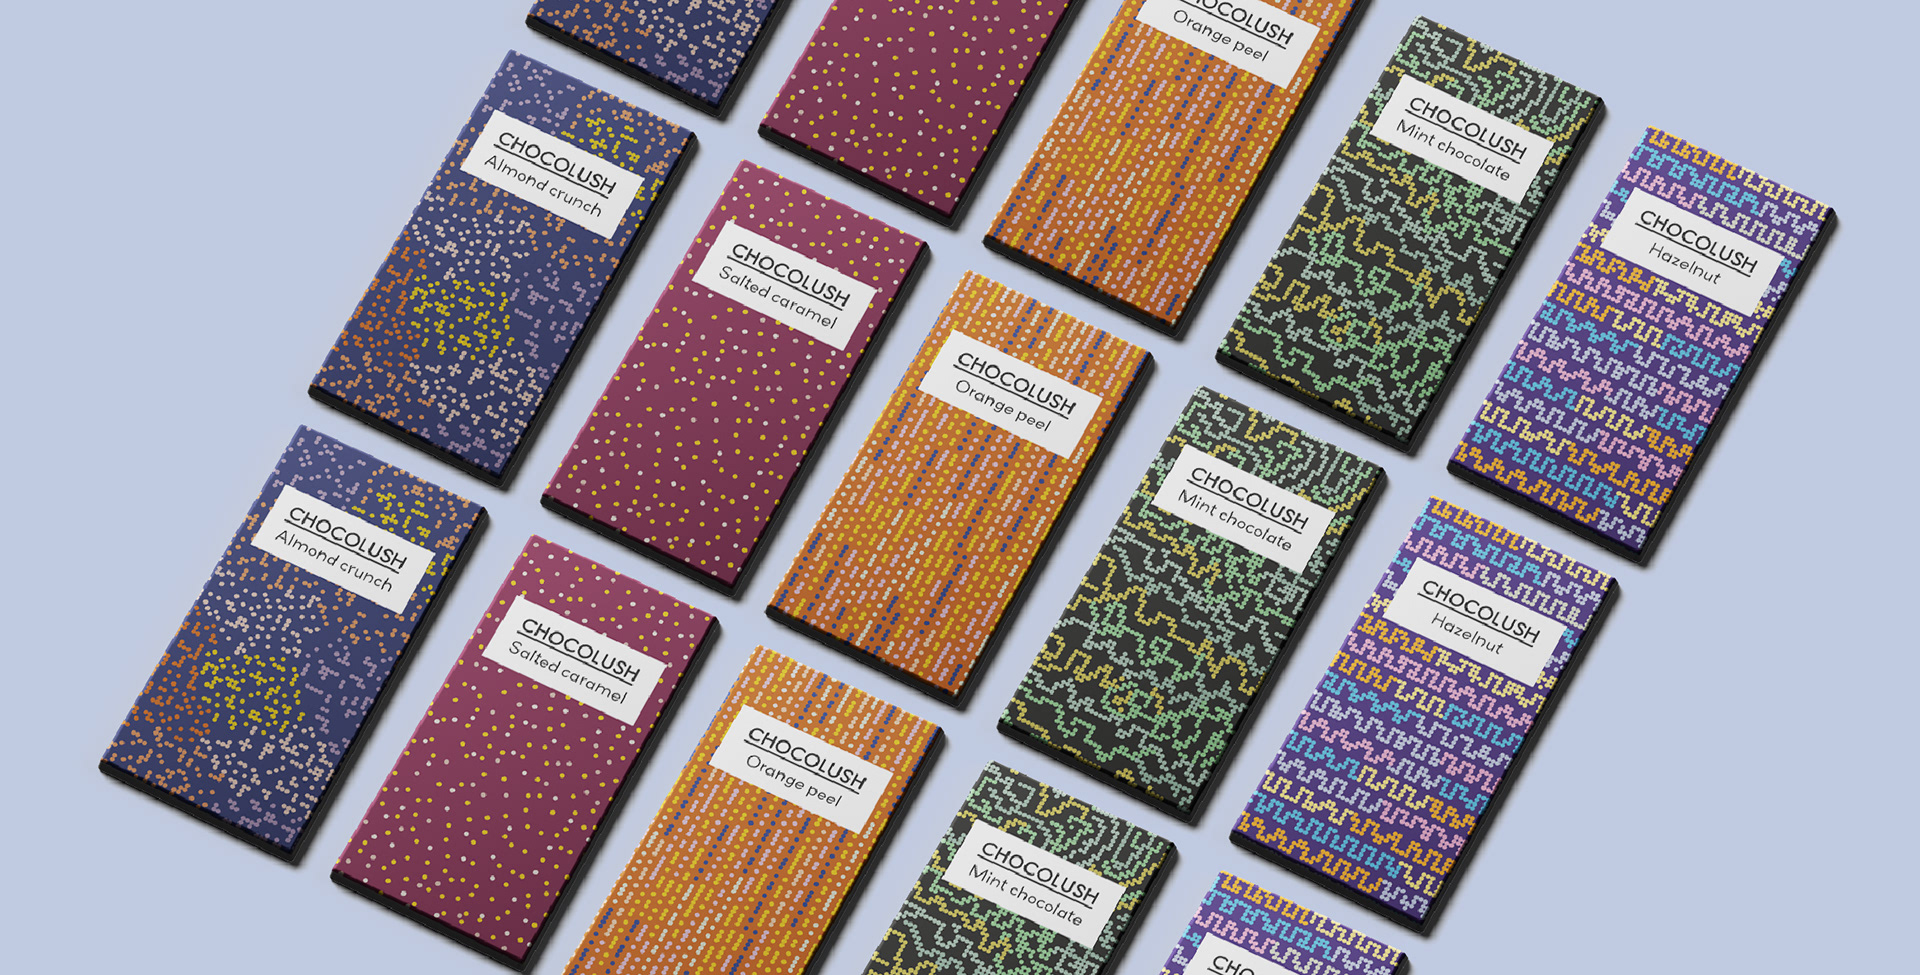 CHOCOLUSH
Orange peel
CHOCOLUSH
Mint chocolate
CHOCOLUSH
Almond crunch
CHOCOLUSH
Hazelnut
CHOCOLUSH
Salted caramel
CHOCOLUSH
Orange peel
CHOCOLUSH
Mint chocolate
CHOCOLUSH
Almond crunch
CHOCOLUSH
Hazelnut
CHOCOLUSH
Salted caramel
CHOCOLUSH
Orange peel
CHOCOLUSH
Mint chocolate